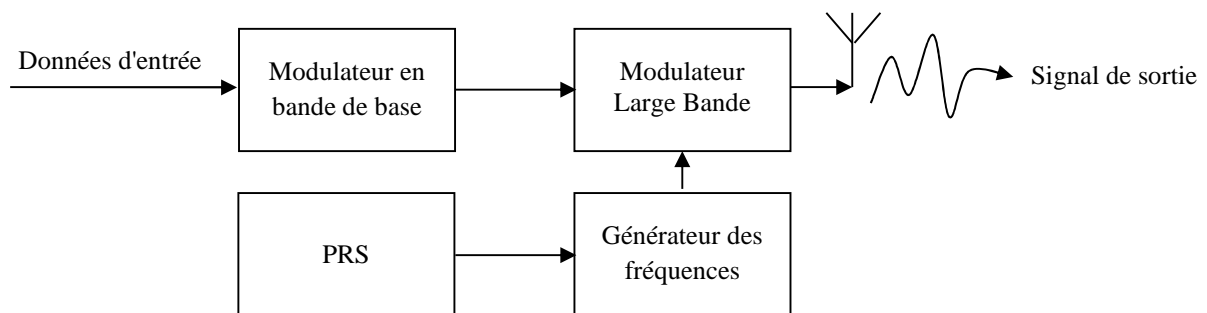 Données d'entrée
Modulateur en
bande de base
Modulateur
Large Bande
Signal de sortie
PRS
Générateur des
fréquences